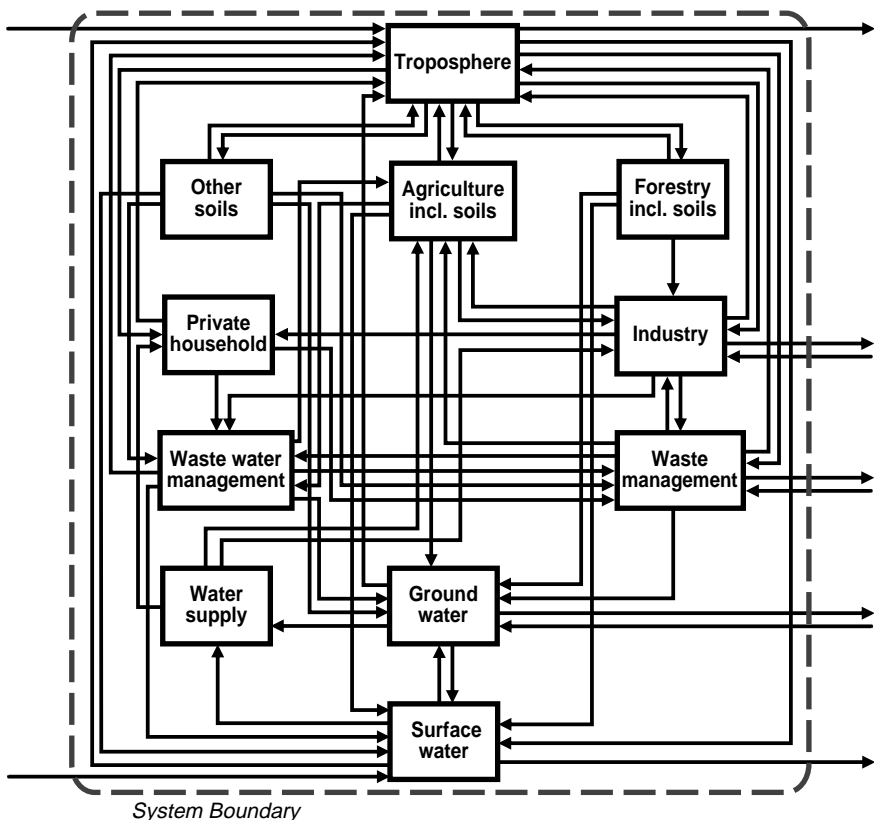 Troposphere
Other
soils
Agriculture
incl. soils
Forestry
incl. soils
Private
household
Industry
Waste water
management
Waste
management
Water
supply
Ground
water
Surface
water
System Boundary